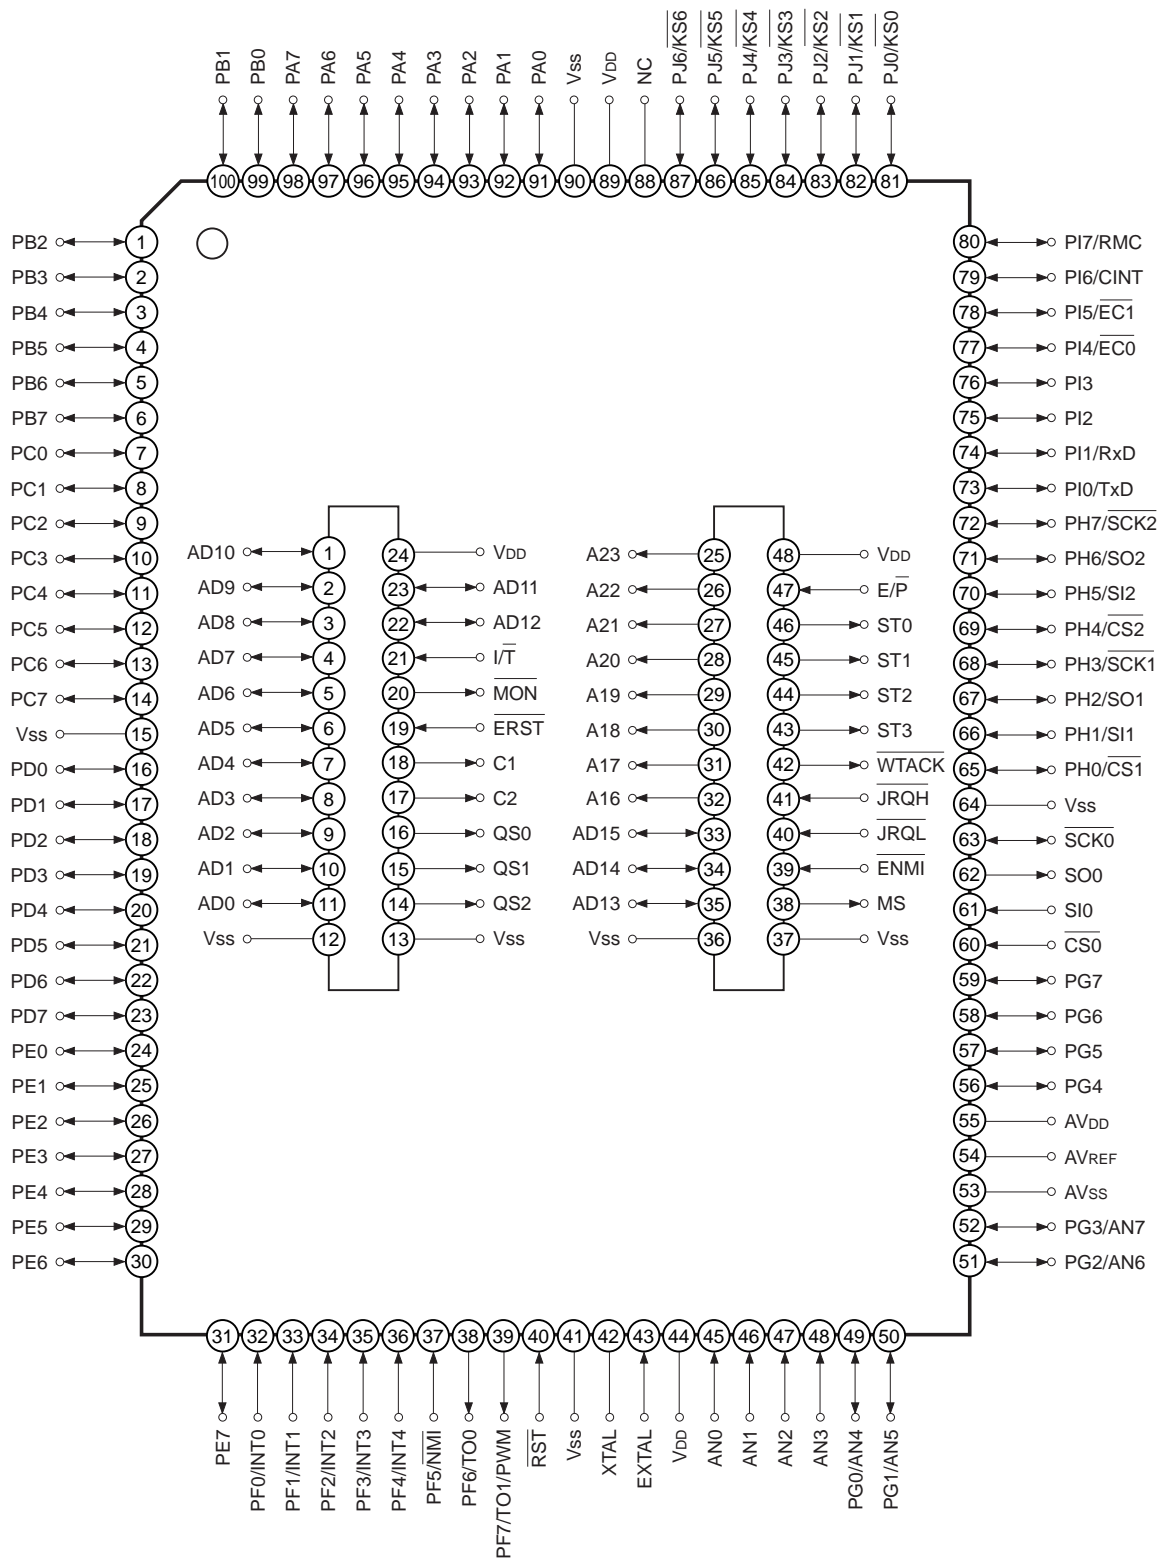 PB1 PB0 PA7 PA6 PA5 PA4 PA3 PA2 PA1 PA0 Vss VDD NC PJ6/KS6 PJ5/KS5 PJ4/KS4 PJ3/KS3 PJ2/KS2 PJ1/KS1 PJ0/KS0
100 99 98 97 96 95 94 93 92 91 90 89 88 87 86 85 84 83 82 81
PB2 1 80 PI7/RMC
PB3 2 79 PI6/CINT
PB4 3 78 PI5/EC1
PB5 4 77 PI4/EC0
PB6 5 76 PI3
PB7 6 75 PI2
PC0 7 74 PI1/RxD
PC1 8 73 PI0/TxD
PC2 9 72 PH7/SCK2
PC3 10 AD10 1 24 VDD A23 25 48 VDD 71 PH6/SO2
PC4 11 AD9 2 23 AD11 A22 26 47 E/P 70 PH5/SI2
PC5 12 AD8 3 22 AD12 A21 27 46 ST0 69 PH4/CS2
PC6 13 AD7 4 21 I/T A20 28 45 ST1 68 PH3/SCK1
PC7 14 AD6 5 20 MON A19 29 44 ST2 67 PH2/SO1
Vss 15 AD5 6 19 ERST A18 30 43 ST3 66 PH1/SI1
PD0 16 AD4 7 18 C1 A17 31 42 WTACK 65 PH0/CS1
PD1 17 AD3 8 17 C2 A16 32 41 JRQH 64 Vss
PD2 18 AD2 9 16 QS0 AD15 33 40 JRQL 63 SCK0
PD3 19 AD1 10 15 QS1 AD14 34 39 ENMI 62 SO0
PD4 20 AD0 11 14 QS2 AD13 35 38 MS 61 SI0
PD5 21 Vss 12 13 Vss Vss 36 37 Vss 60 CS0
PD6 22 59 PG7
PD7 23 58 PG6
PE0 24 57 PG5
PE1 25 56 PG4
PE2 26 55 AVDD
PE3 27 54 AVREF
PE4 28 53 AVss
PE5 29 52 PG3/AN7
PE6 30 51 PG2/AN6
31 32 33 34 35 36 37 38 39 40 41 42 43 44 45 46 47 48 49 50
PE7 PF0/INT0 PF1/INT1 PF2/INT2 PF3/INT3 PF4/INT4 PF5/NMI PF6/TO0 PF7/TO1/PWM RST Vss XTAL EXTAL VDD AN0 AN1 AN2 AN3 PG0/AN4 PG1/AN5